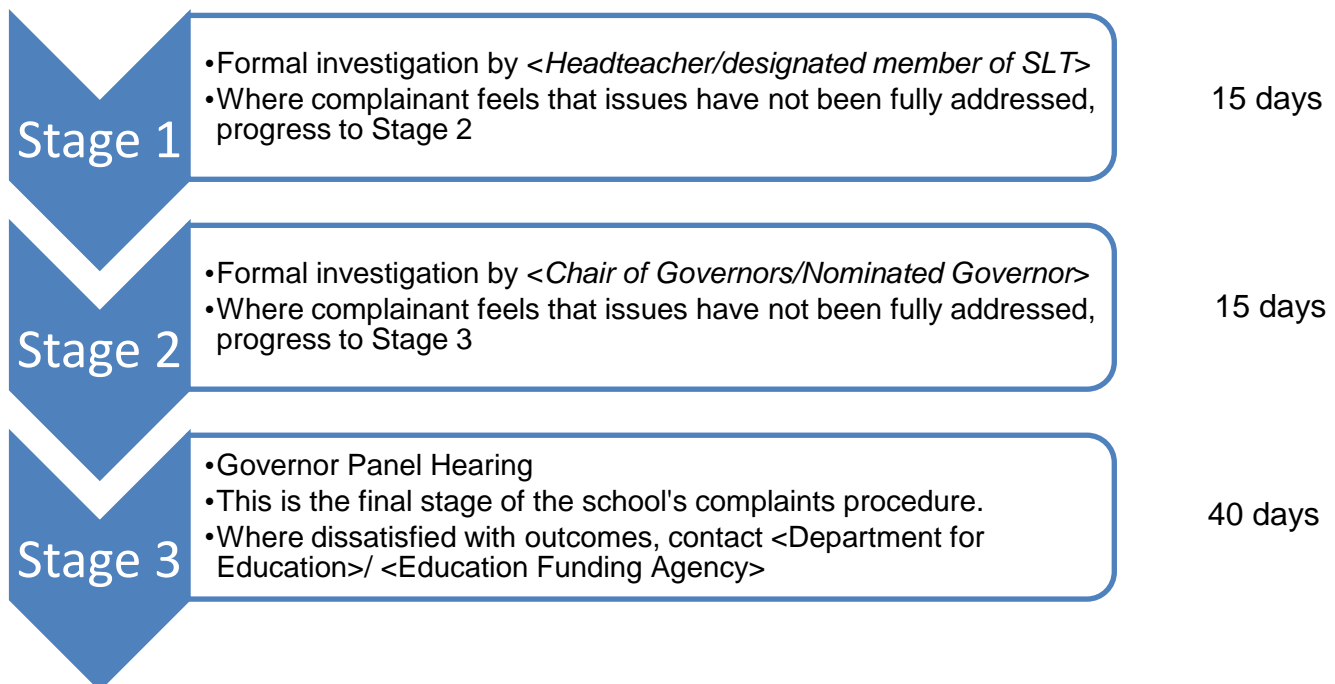 Stage 1
•Formal investigation by <Headteacher/designated member of SLT>
•Where complainant feels that issues have not been fully addressed,
progress to Stage 2
15 days
Stage 2
•Formal investigation by <Chair of Governors/Nominated Governor>
•Where complainant feels that issues have not been fully addressed,
progress to Stage 3
15 days
Stage 3
•Governor Panel Hearing
•This is the final stage of the school's complaints procedure.
•Where dissatisfied with outcomes, contact <Department for
Education>/ <Education Funding Agency>
40 days